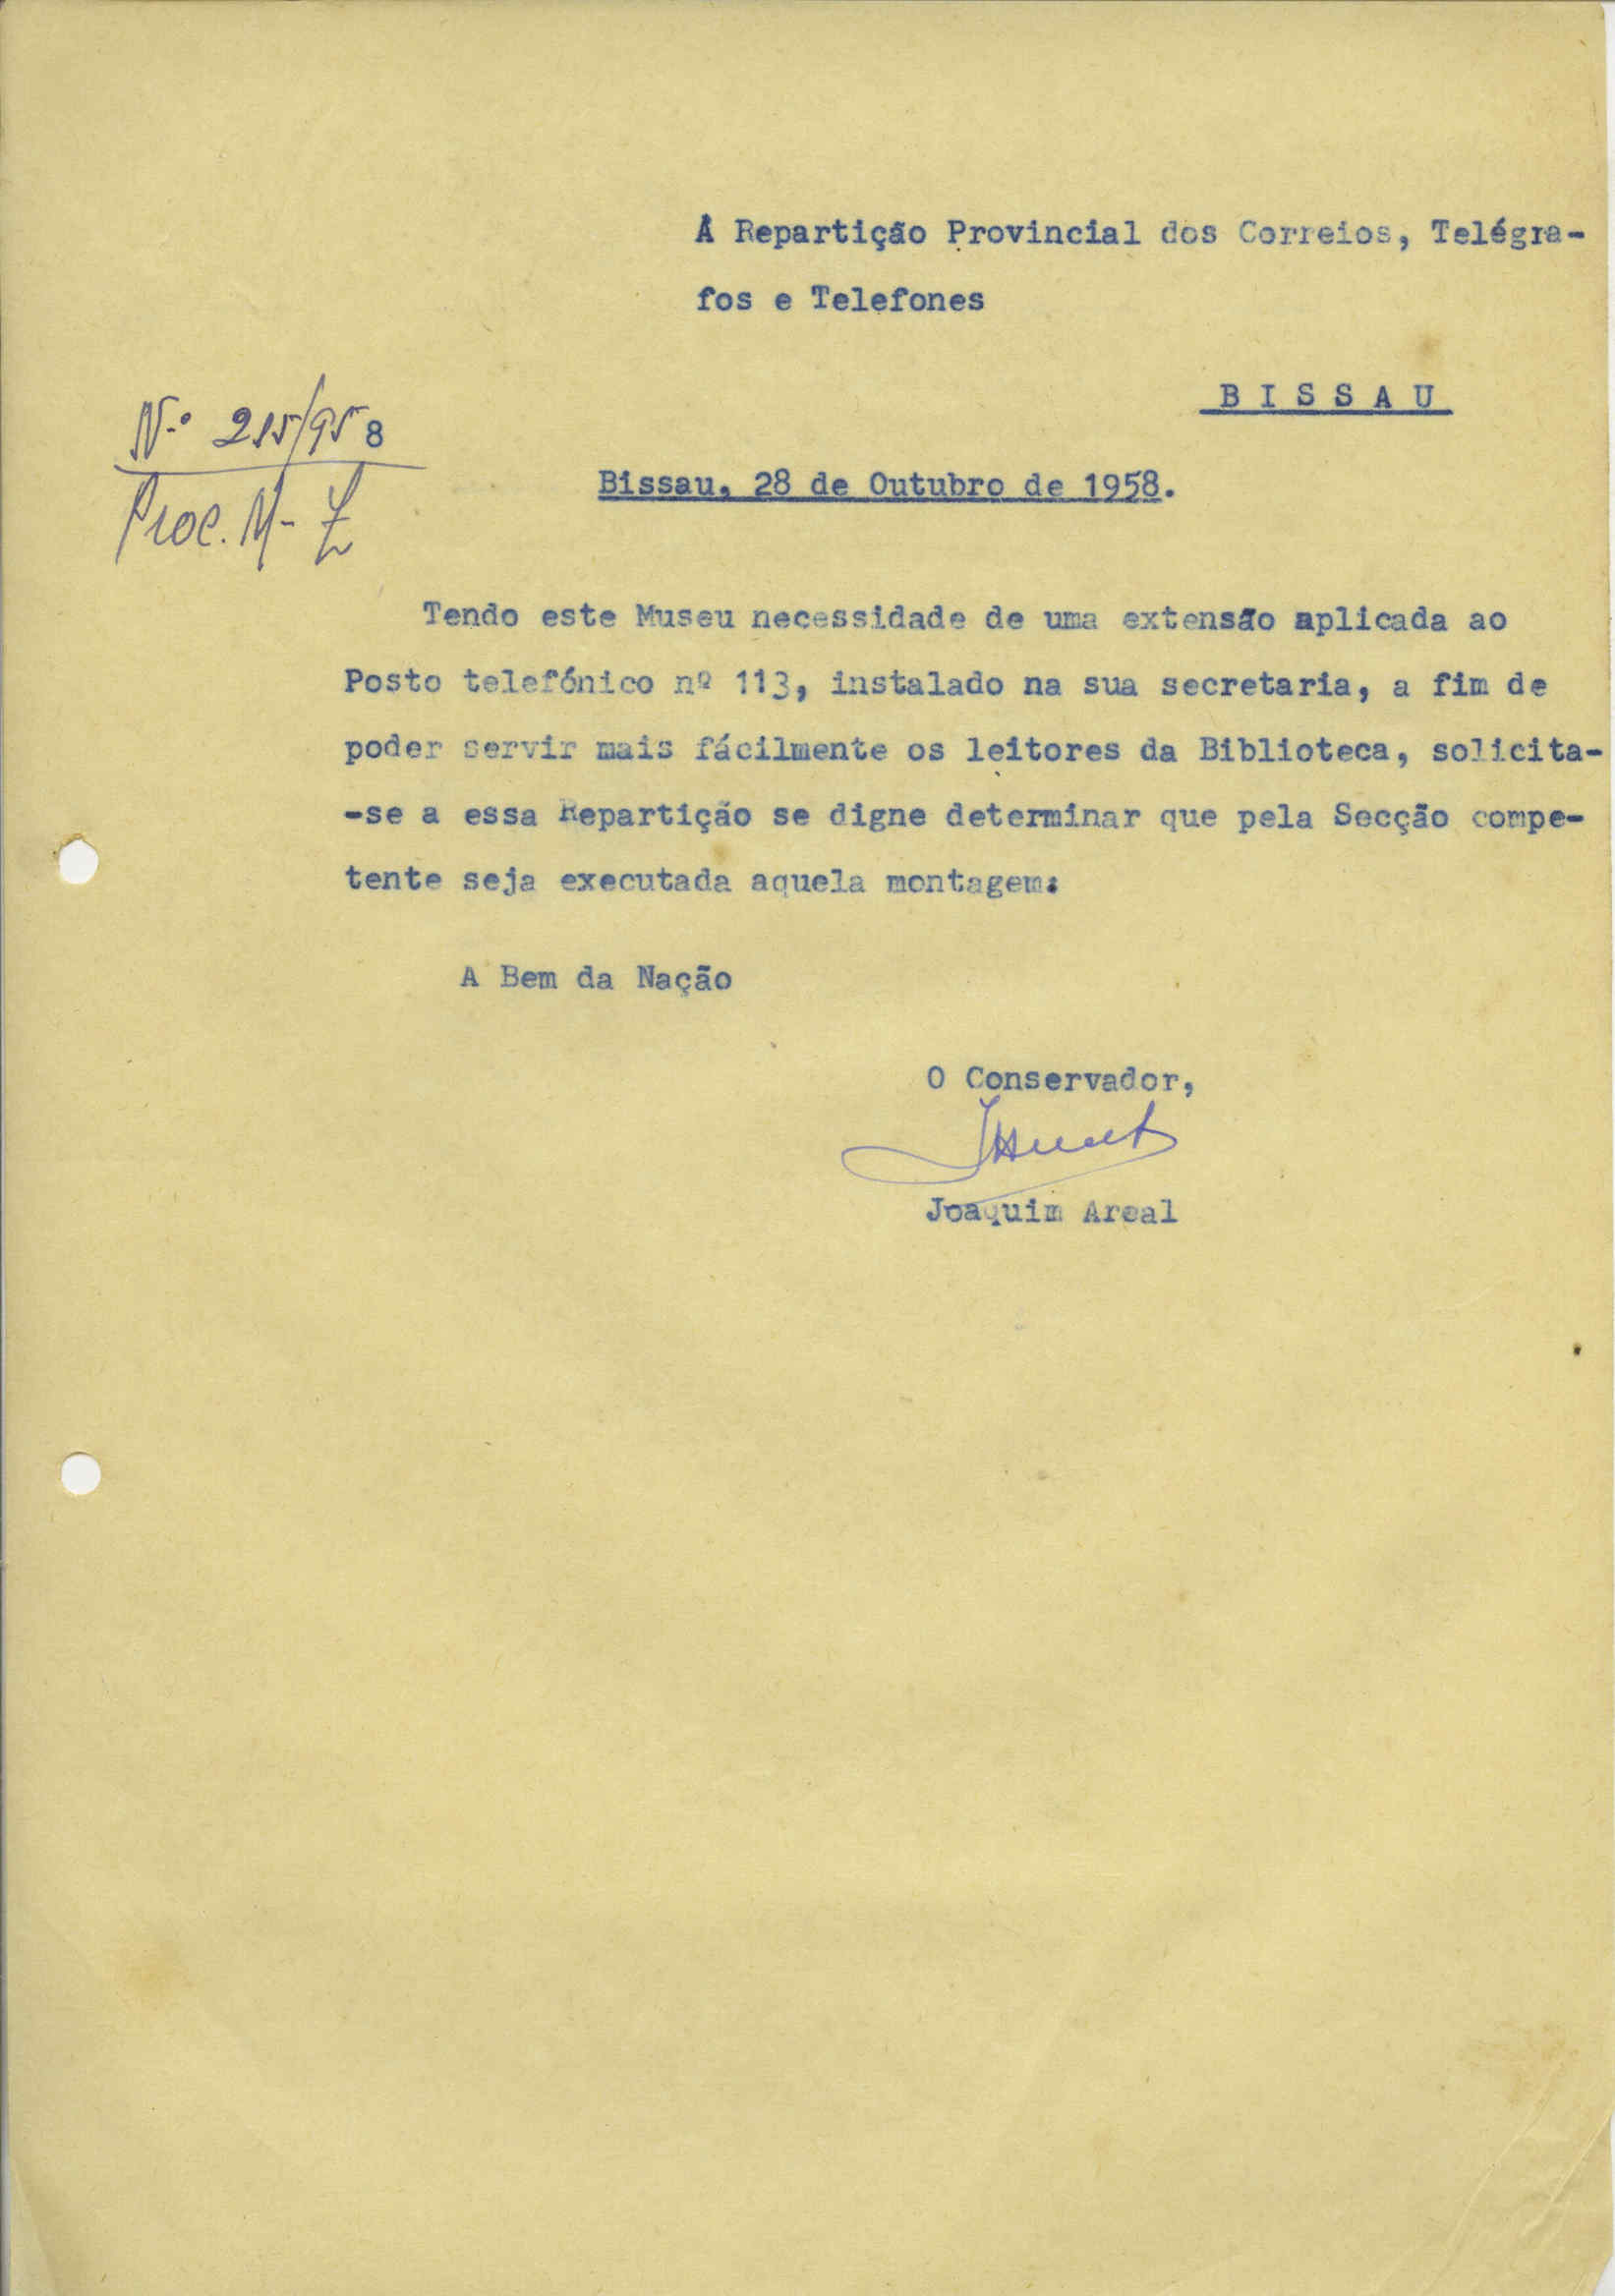 Á Repartição Provincial dos Correios, Telégra-
fos e Telefones
B I S S A U
N.º 215/958
Proc. M-Z
Bissau, 28 de Outubro de 1958.
Tendo este Museu necessidade de uma extensão aplicada ao
Posto telefónico nº 113, instalado na sua secretaria, a fim de
poder servir mais fácilmente os leitores da Biblioteca, solicita-
-se a essa Repartição se digne determinar que pela Secção compe-
tente seja executada aquela montagem:
A Bem da Nação
O Conservador,
Joaquim Areal